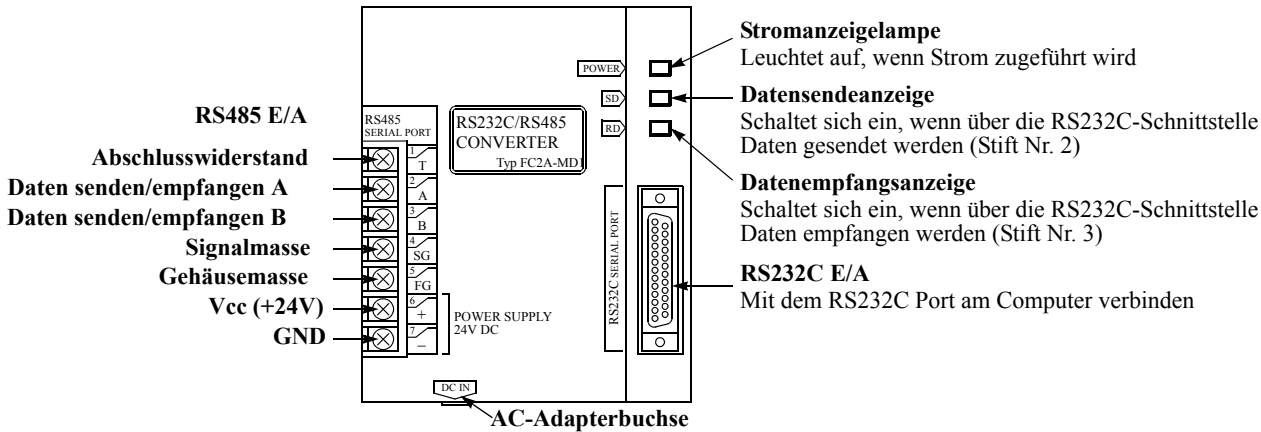 Stromanzeigelampe
Leuchtet auf, wenn Strom zugeführt wird
POWER
Datensendeanzeige
SD
Schaltet sich ein, wenn über die RS232C-Schnittstelle
Daten gesendet werden (Stift Nr. 2)
RD
Datenempfangsanzeige
Schaltet sich ein, wenn über die RS232C-Schnittstelle
Daten empfangen werden (Stift Nr. 3)
RS232C E/A
Mit dem RS232C Port am Computer verbinden
RS232C SERIAL PORT
RS232C/RS485
CONVERTER
Typ FC2A-MD1
RS485 E/A
RS485
SERIAL PORT
Abschlusswiderstand
1
T
Daten senden/empfangen A
2
A
Daten senden/empfangen B
3
B
Signalmasse
4
SG
Gehäusemasse
5
FG
Vcc (+24V)
6
+
GND
7
–
POWER SUPPLY
24V DC
DC IN
AC-Adapterbuchse